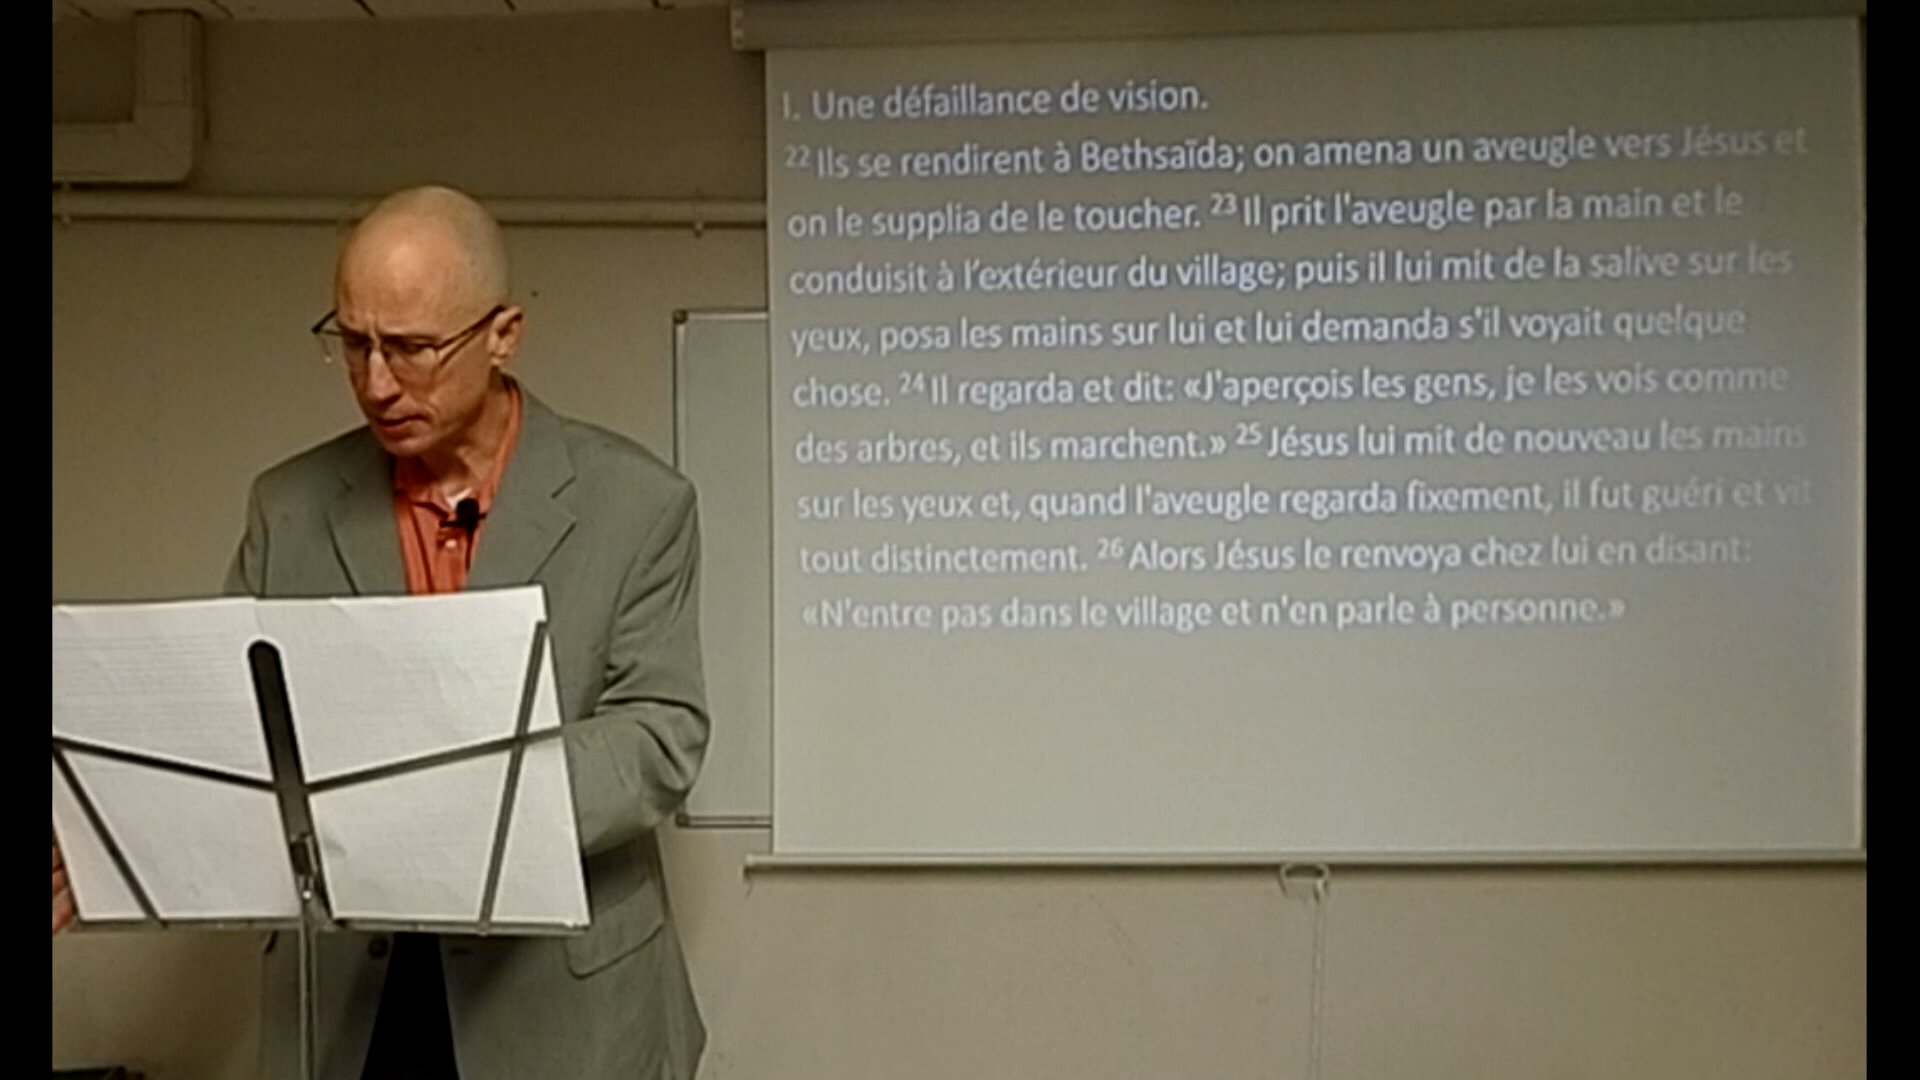 I. Une défaillance de vision.
22 Ils se rendirent à Bethsaïda; on amena un aveugle vers Jésus et
on le supplia de le toucher. 23 Il prit l'aveugle par la main et le
conduisit à l’extérieur du village; puis il lui mit de la salive sur les
yeux, posa les mains sur lui et lui demanda s'il voyait quelque
chose. 24 Il regarda et dit: «J'aperçois les gens, je les vois comme
des arbres, et ils marchent.» 25 Jésus lui mit de nouveau les mains
sur les yeux et, quand l'aveugle regarda fixement, il fut guéri et vit
tout distinctement. 26 Alors Jésus le renvoya chez lui en disant:
«N'entre pas dans le village et n'en parle à personne.»